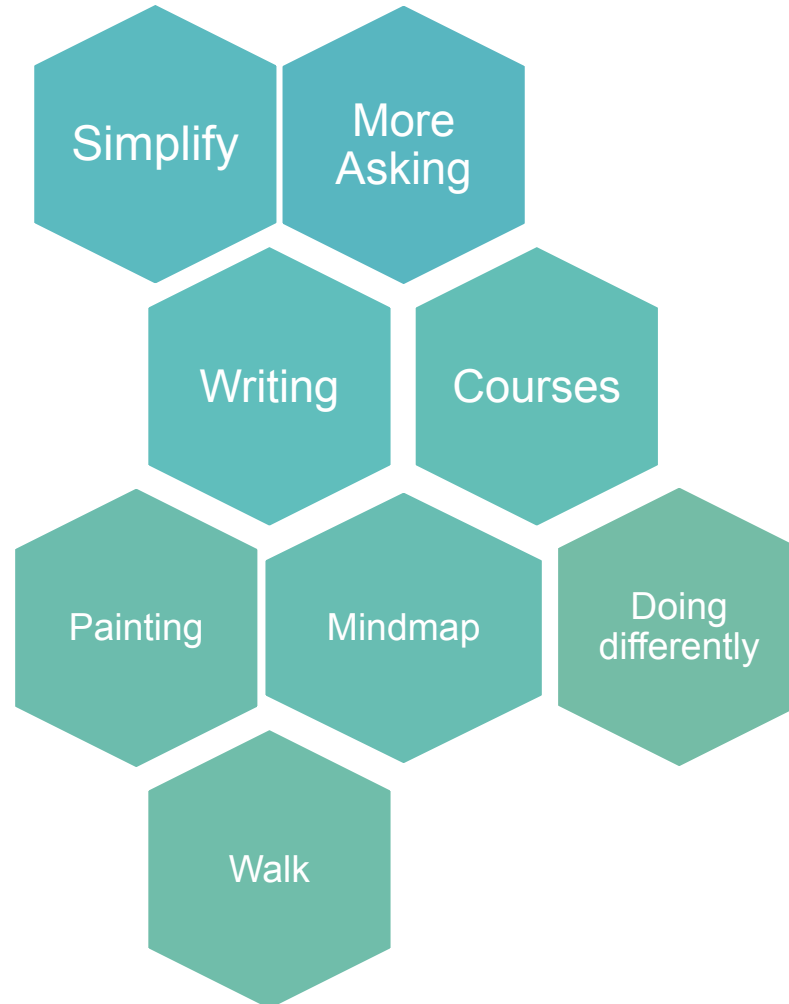 Simplify
More
Asking
Writing
Courses
Painting
Mindmap
Doing
differently
Walk